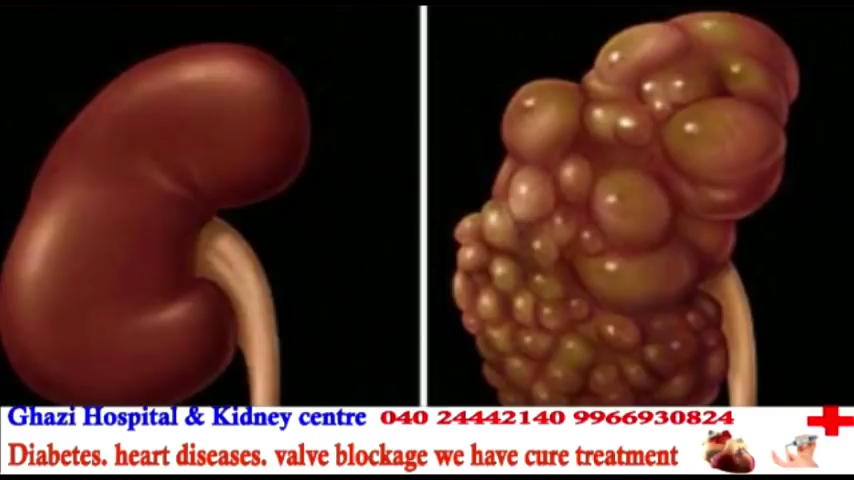 Ghazi Hospital & Kidney centre 040 24442140 9966930824
Diabetes. heart diseases. valve blockage we have cure treatment